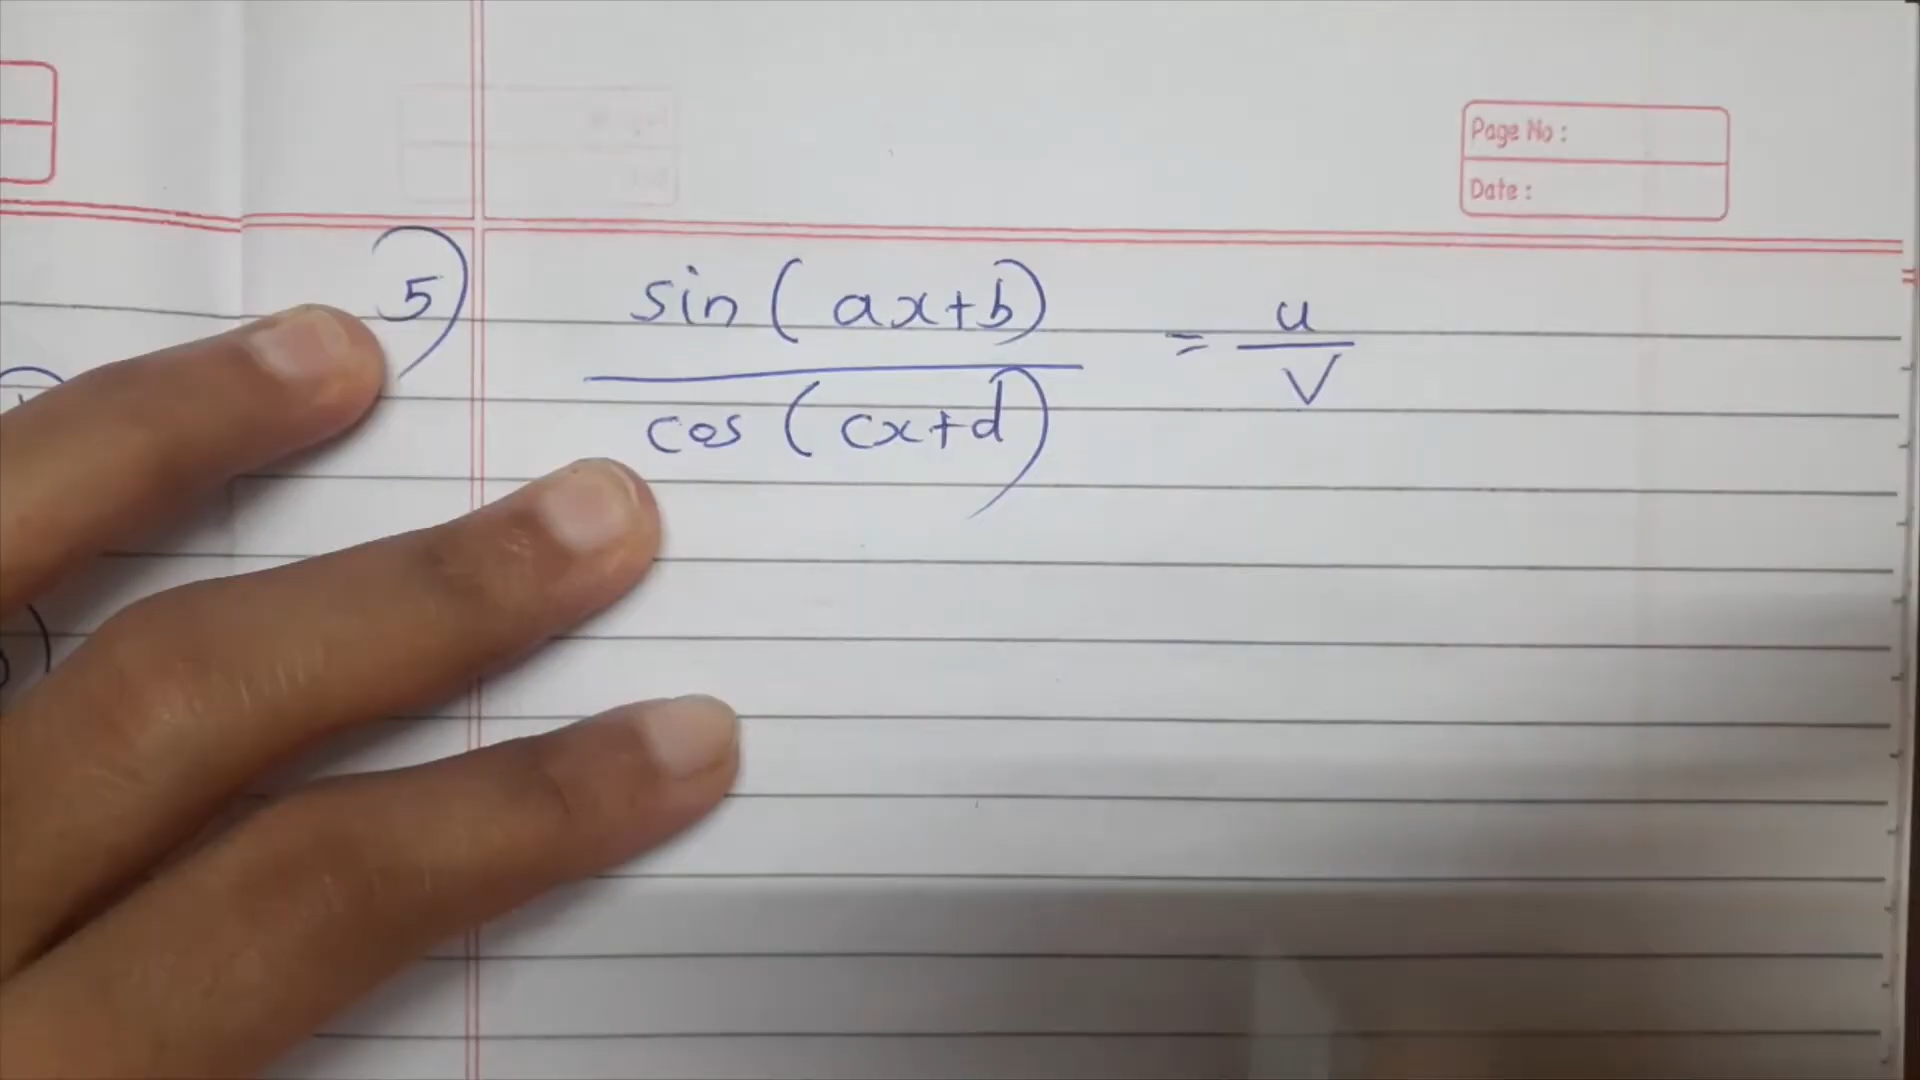 Page No :
Date :
5) sin ( ax+b) / cos ( cx+d) = u / V